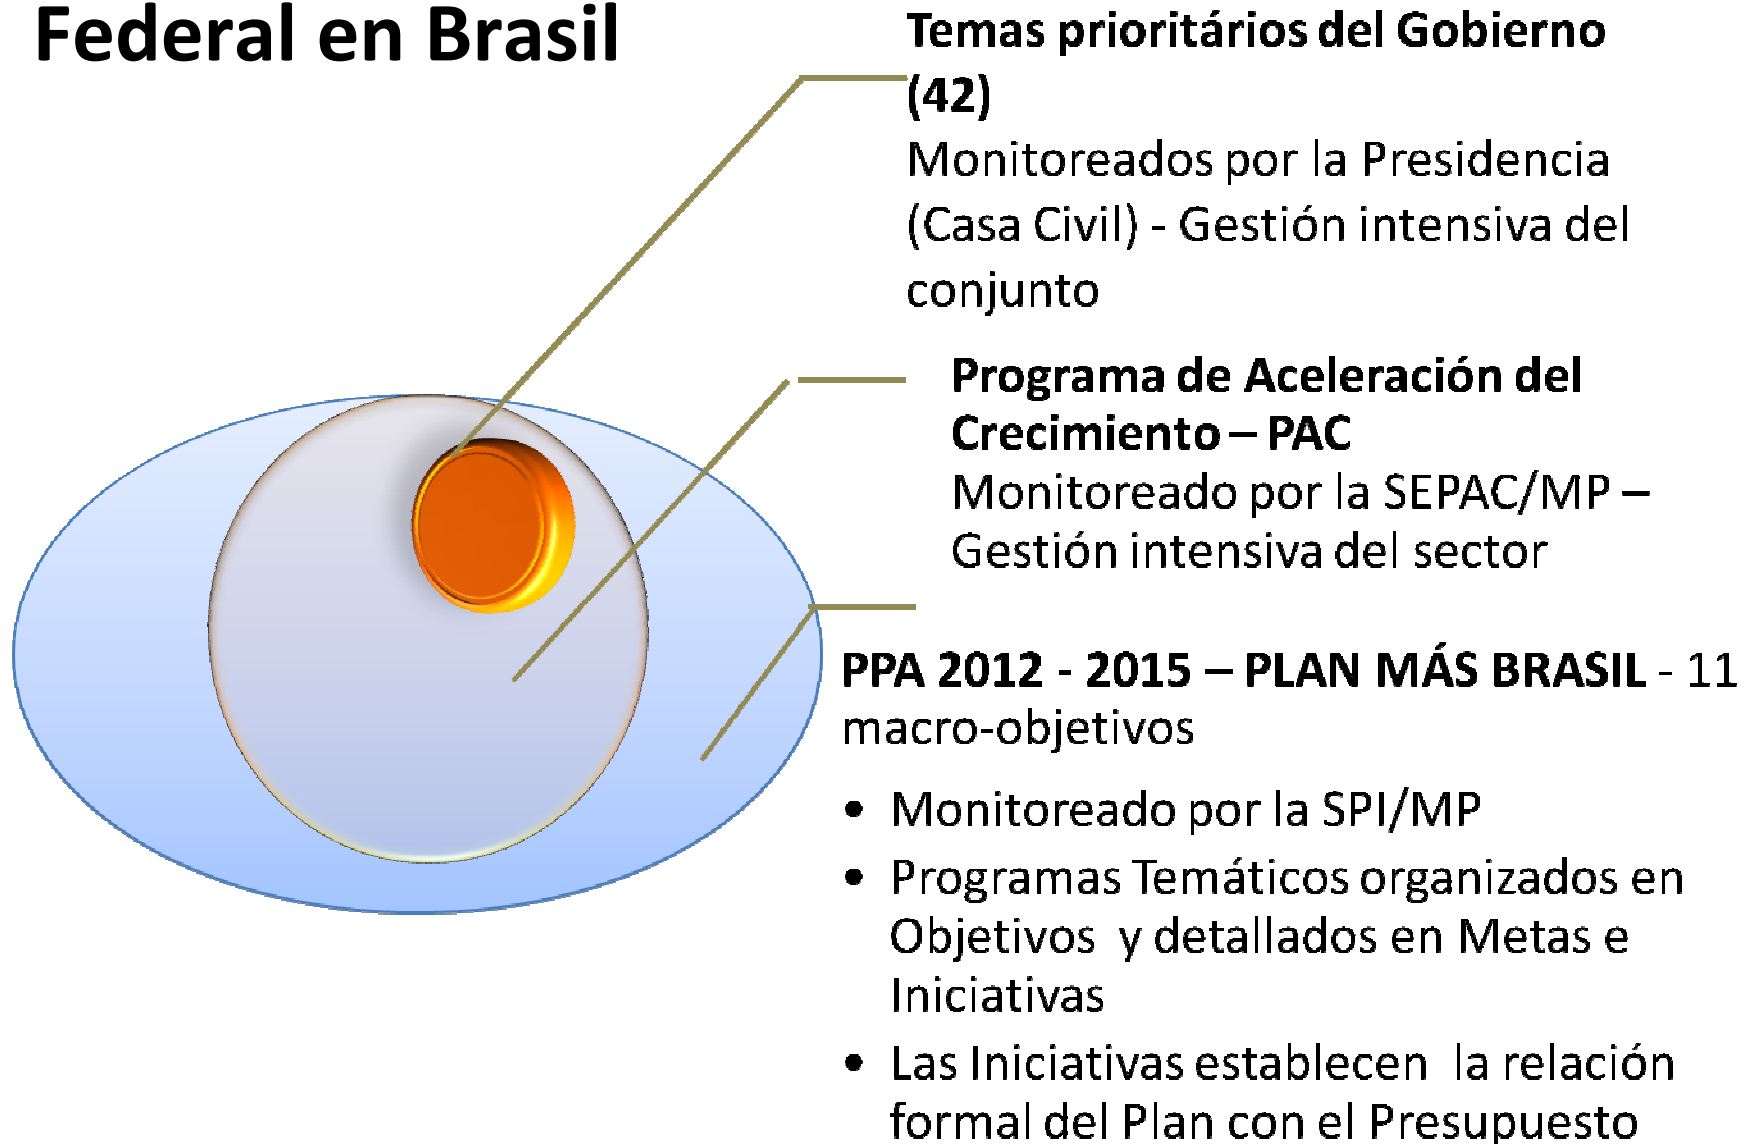 Federal en Brasil
Temas prioritários del Gobierno
(42)
Monitoreados por la Presidencia
(Casa Civil) - Gestión intensiva del
conjunto
Programa de Aceleración del
Crecimiento – PAC
Monitoreado por la SEPAC/MP –
Gestión intensiva del sector
PPA 2012 - 2015 – PLAN MÁS BRASIL - 11
macro-objetivos
• Monitoreado por la SPI/MP
• Programas Temáticos organizados en
Objetivos y detallados en Metas e
Iniciativas
• Las Iniciativas establecen la relación
formal del Plan con el Presupuesto